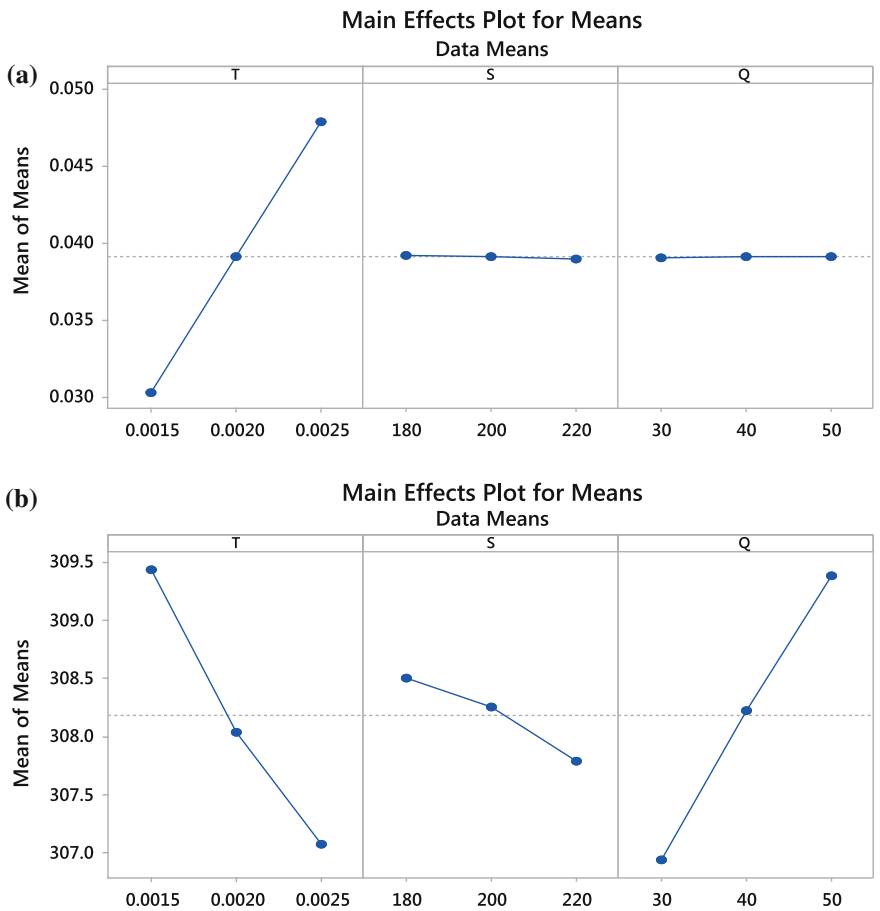 Main Effects Plot for Means
Data Means
(a)
T S Q
0.050
0.045
0.040
0.035
0.030
Mean of Means
0.0015 0.0020 0.0025 180 200 220 30 40 50
(b)
Main Effects Plot for Means
Data Means
T S Q
309.5
309.0
308.5
308.0
307.5
307.0
Mean of Means
0.0015 0.0020 0.0025 180 200 220 30 40 50